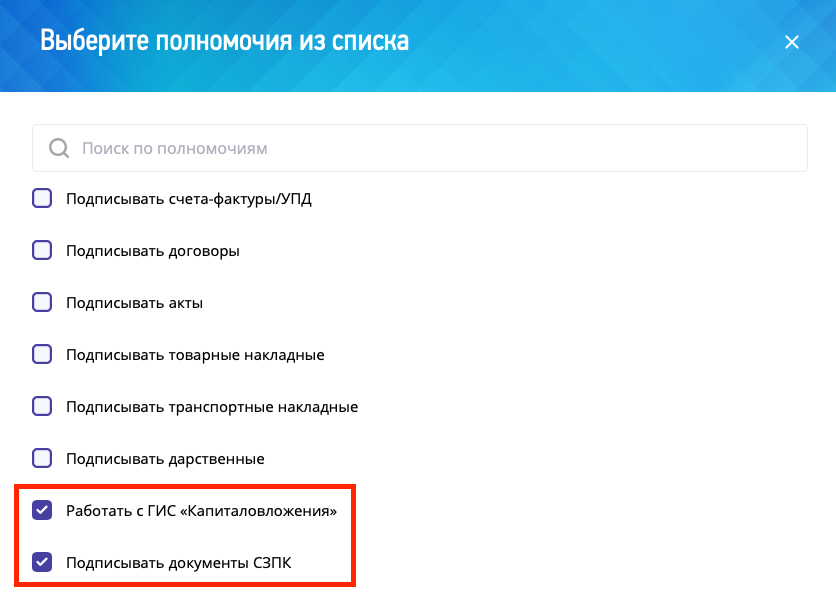 Выберите полномочия из списка
Поиск по полномочиям
Подписывать счета-фактуры/УПД
Подписывать договоры
Подписывать акты
Подписывать товарные накладные
Подписывать транспортные накладные
Подписывать дарственные
Работать с ГИС «Капиталовложения»
Подписывать документы СЗПК